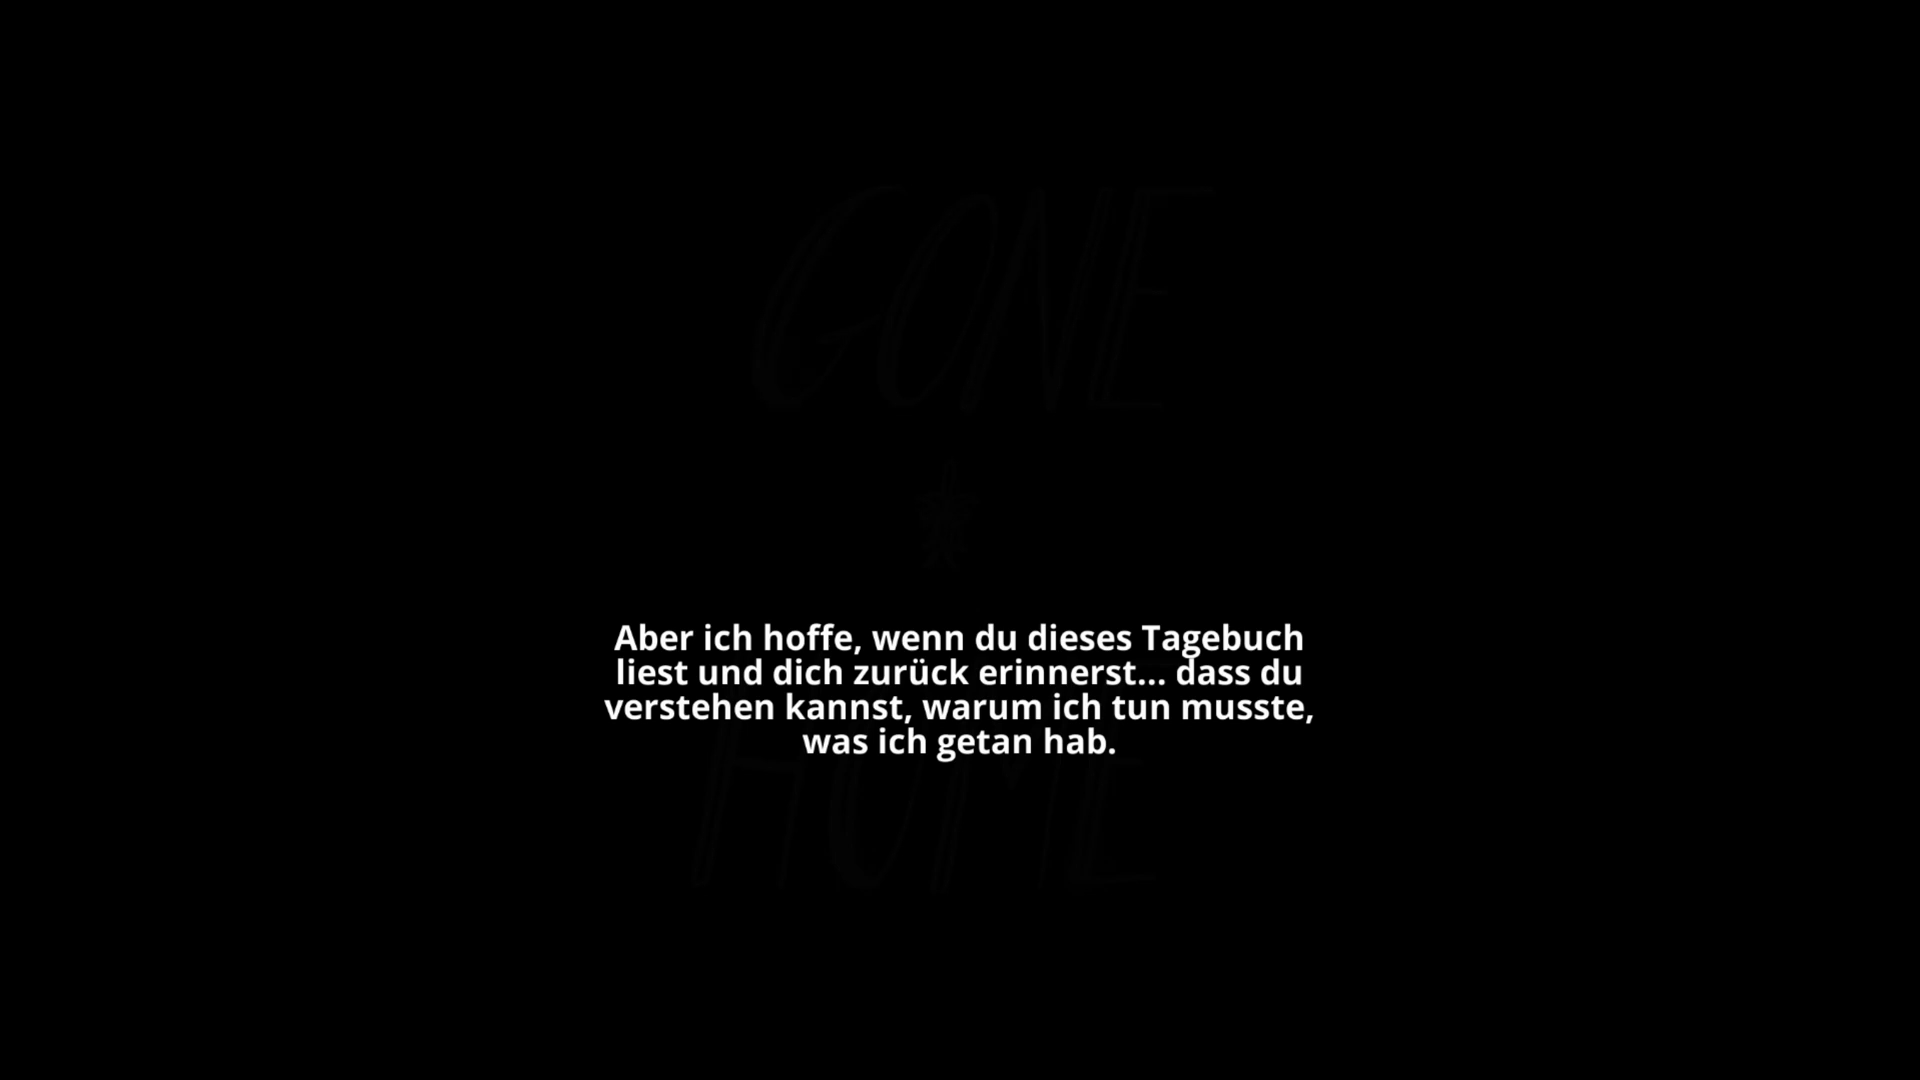 GONE
Aber ich hoffe, wenn du dieses Tagebuch
liest und dich zurück erinnerst... dass du
verstehen kannst, warum ich tun musste,
was ich getan hab.
HOME